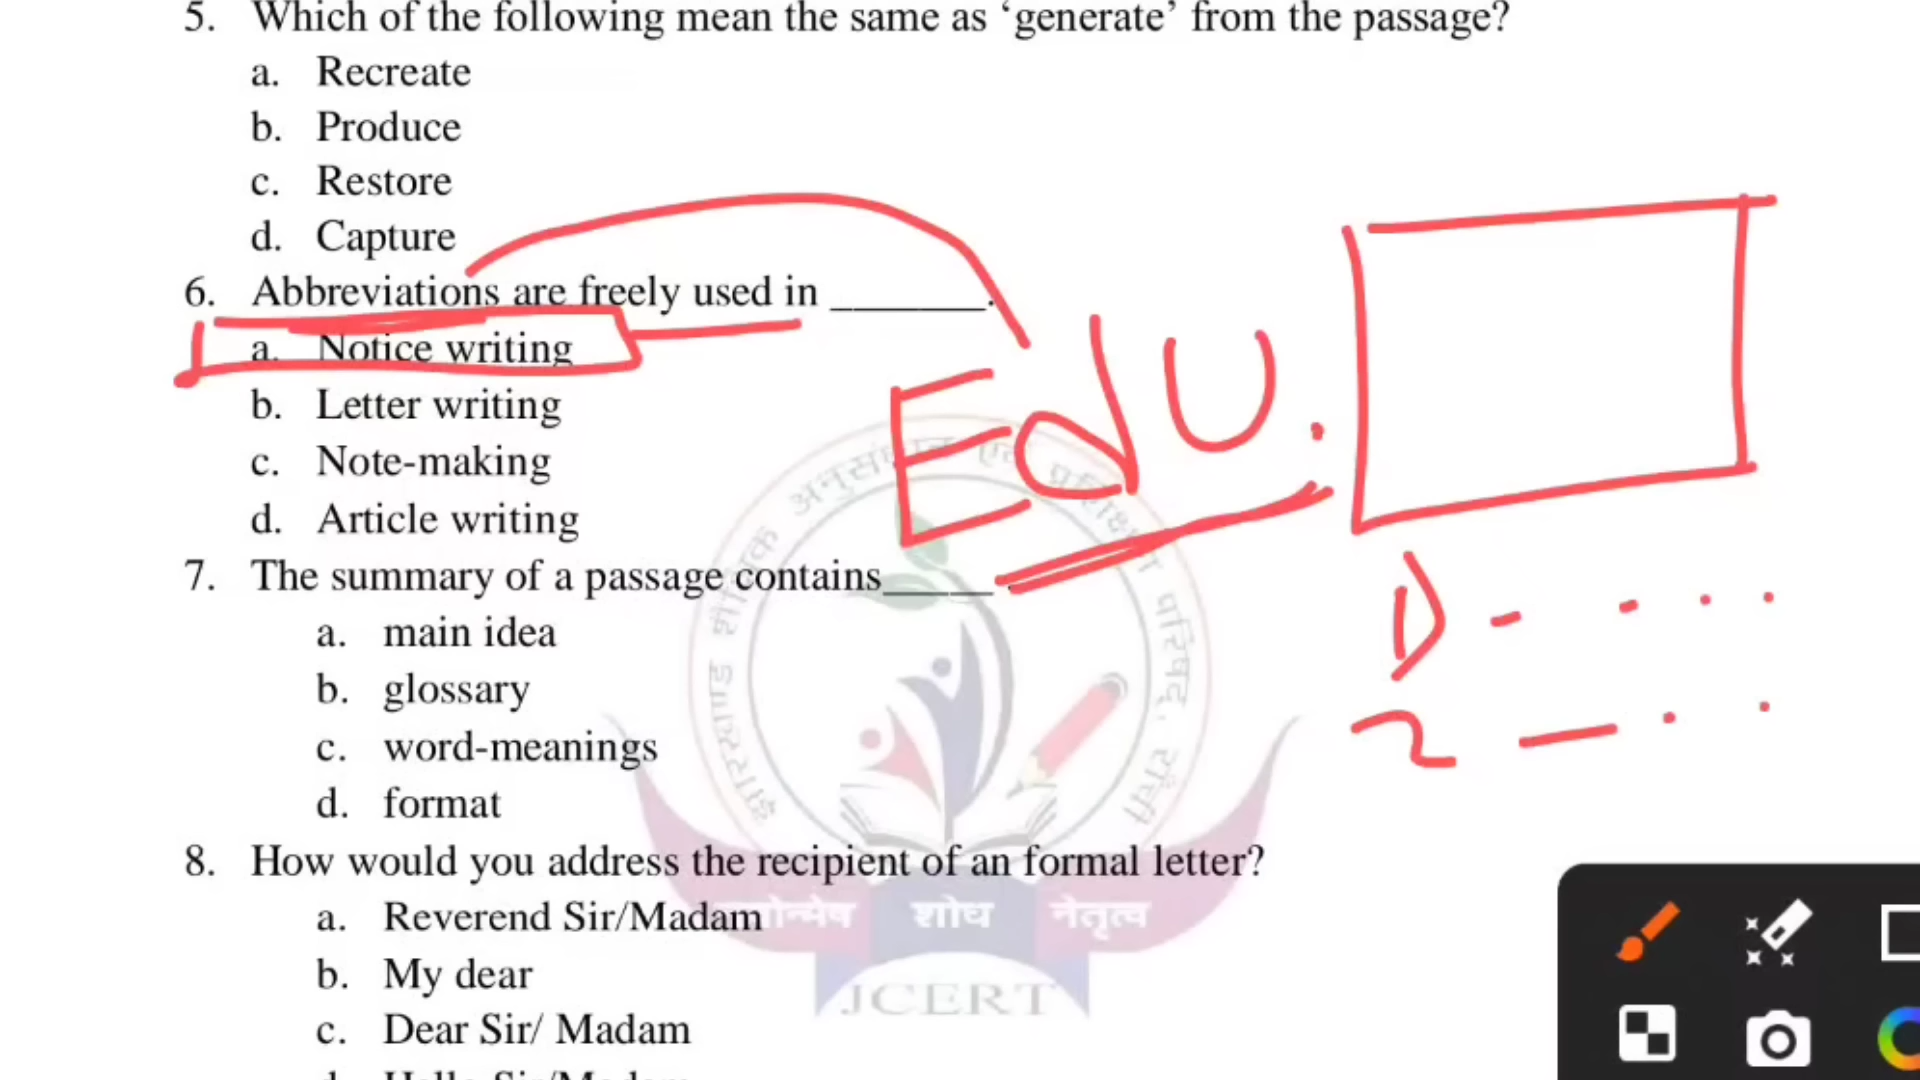 5. Which of the following mean the same as ‘generate’ from the passage?
a. Recreate
b. Produce
c. Restore
d. Capture
6. Abbreviations are freely used in _______.
a. Notice writing
b. Letter writing
c. Note-making
d. Article writing
EdU.
1) - . . .
2 — . .
7. The summary of a passage contains_____
a. main idea
b. glossary
c. word-meanings
d. format
8. How would you address the recipient of an formal letter?
a. Reverend Sir/Madam
b. My dear
c. Dear Sir/ Madam
शोध नेतृत्व
JCERT